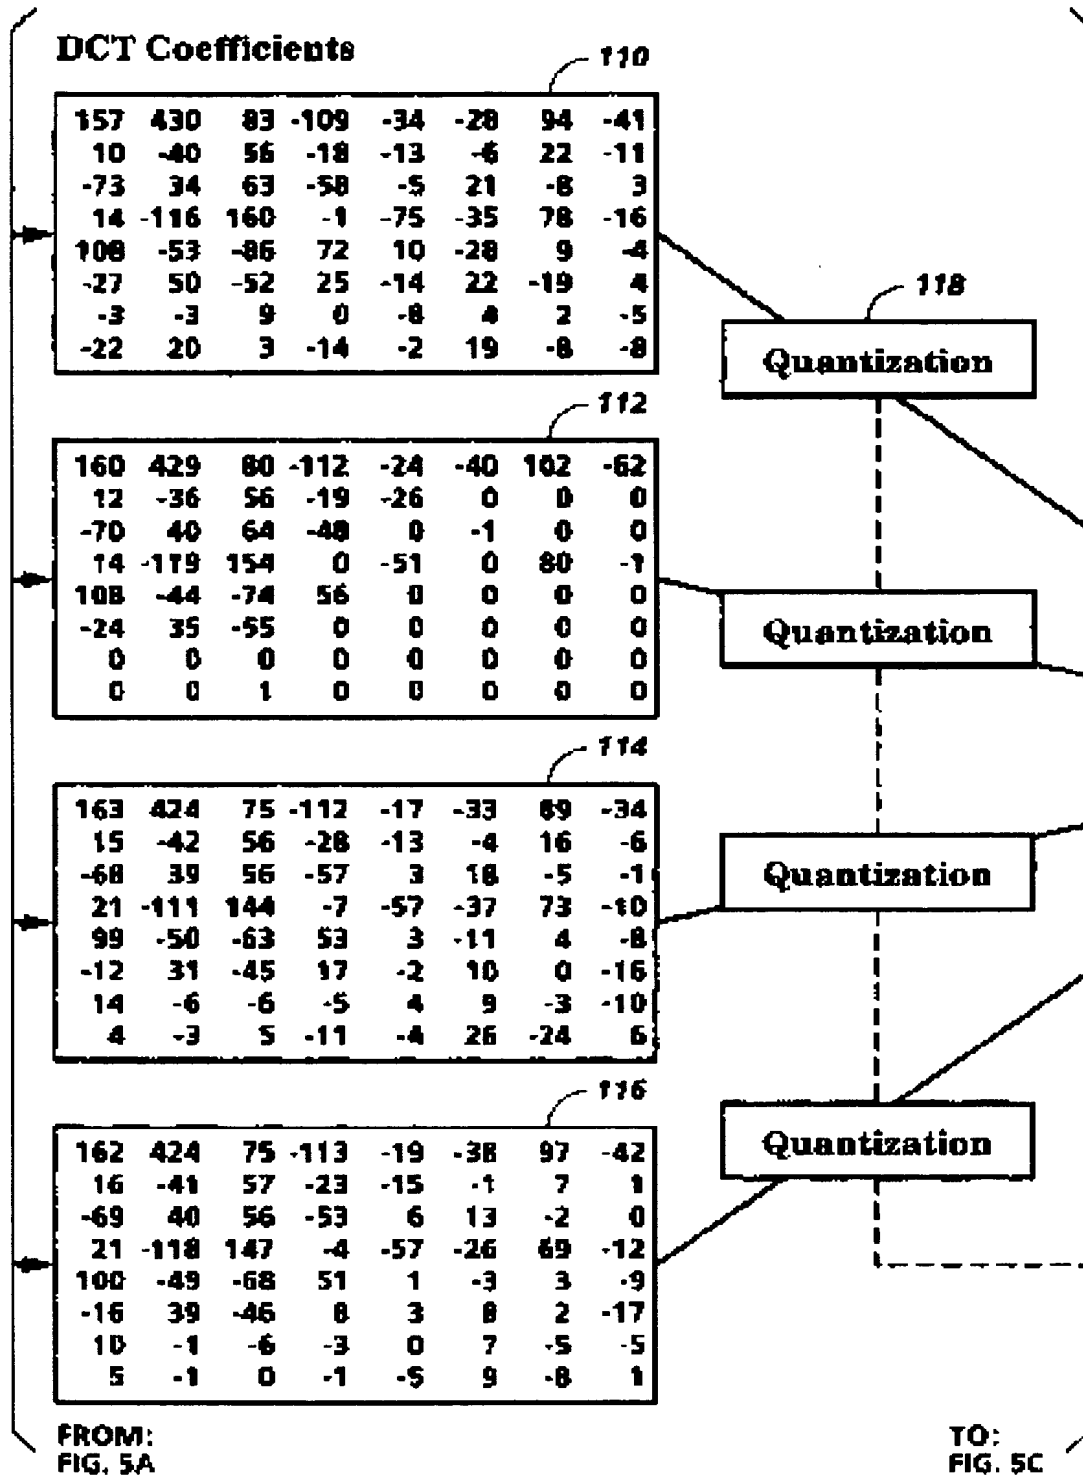 DCT Coefficients
110
157 430 83 -109 -34 -28 94 -41
10 -40 56 -18 -13 -6 22 -11
-73 34 63 -58 -5 21 -8 3
14 -116 160 -1 -75 -35 78 -16
108 -53 -86 72 10 -28 9 -4
-27 50 -52 25 -14 22 -19 4
-3 -3 9 0 -8 4 2 -5
-22 20 3 -14 -2 19 -8 -8
118
Quantization
112
160 429 80 -112 -24 -40 102 -62
12 -36 56 -19 -26 0 0 0
-70 40 64 -48 0 -1 0 0
14 -119 154 0 -51 0 80 -1
108 -44 -74 56 0 0 0 0
-24 35 -55 0 0 0 0 0
0 0 0 0 0 0 0 0
0 0 1 0 0 0 0 0
Quantization
114
163 424 75 -112 -17 -33 89 -34
15 -42 56 -28 -13 -4 16 -6
-68 39 56 -57 3 18 -5 -1
21 -111 144 -7 -57 -37 73 -10
99 -50 -63 53 3 -11 4 -8
-12 31 -45 17 -2 10 0 -16
14 -6 -6 -5 4 9 -3 -10
4 -3 5 -11 -4 26 -24 6
Quantization
116
162 424 75 -113 -19 -38 97 -42
16 -41 57 -23 -15 -1 7 1
-69 40 56 -53 6 13 -2 0
21 -118 147 -4 -57 -26 69 -12
100 -49 -68 51 1 -3 3 -9
-16 39 -46 8 3 8 2 -17
10 -1 -6 -3 0 7 -5 -5
5 -1 0 -1 -5 9 -8 1
Quantization
FROM:
FIG. 5A
TO:
FIG. 5C